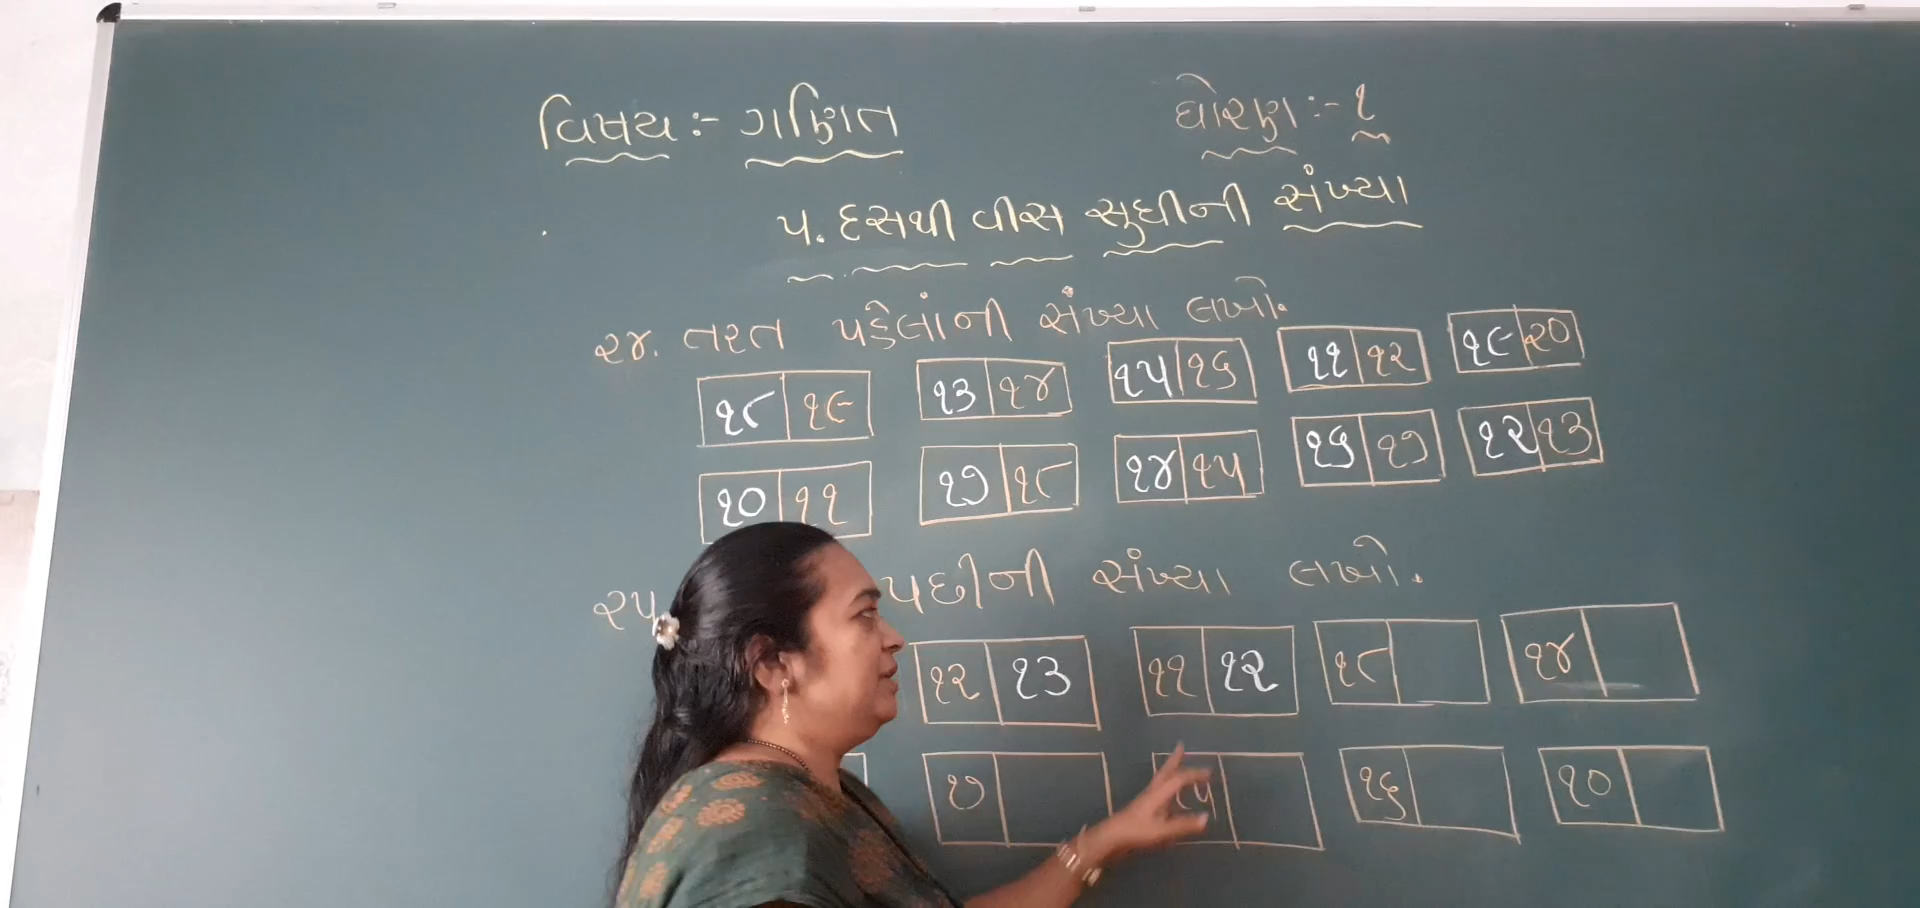 વિષય :- ગણિત ધોરણ :- ૧
૫. દસથી વીસ સુધીની સંખ્યા
૨૪. તરત પહેલાંની સંખ્યા લખો.
૧૮ ૧૯ ૧૩ ૧૪ ૧૫ ૧૬ ૧૧ ૧૨ ૧૯ ૨૦
૧૦ ૧૧ ૧૭ ૧૮ ૧૪ ૧૫ ૧૬ ૧૭ ૧૨ ૧૩
૨૫ પછીની સંખ્યા લખો.
૧૨ ૧૩ ૧૧ ૧૨ ૧૮ ૧૪
૧૭ ૧૫ ૧૬ ૧૦